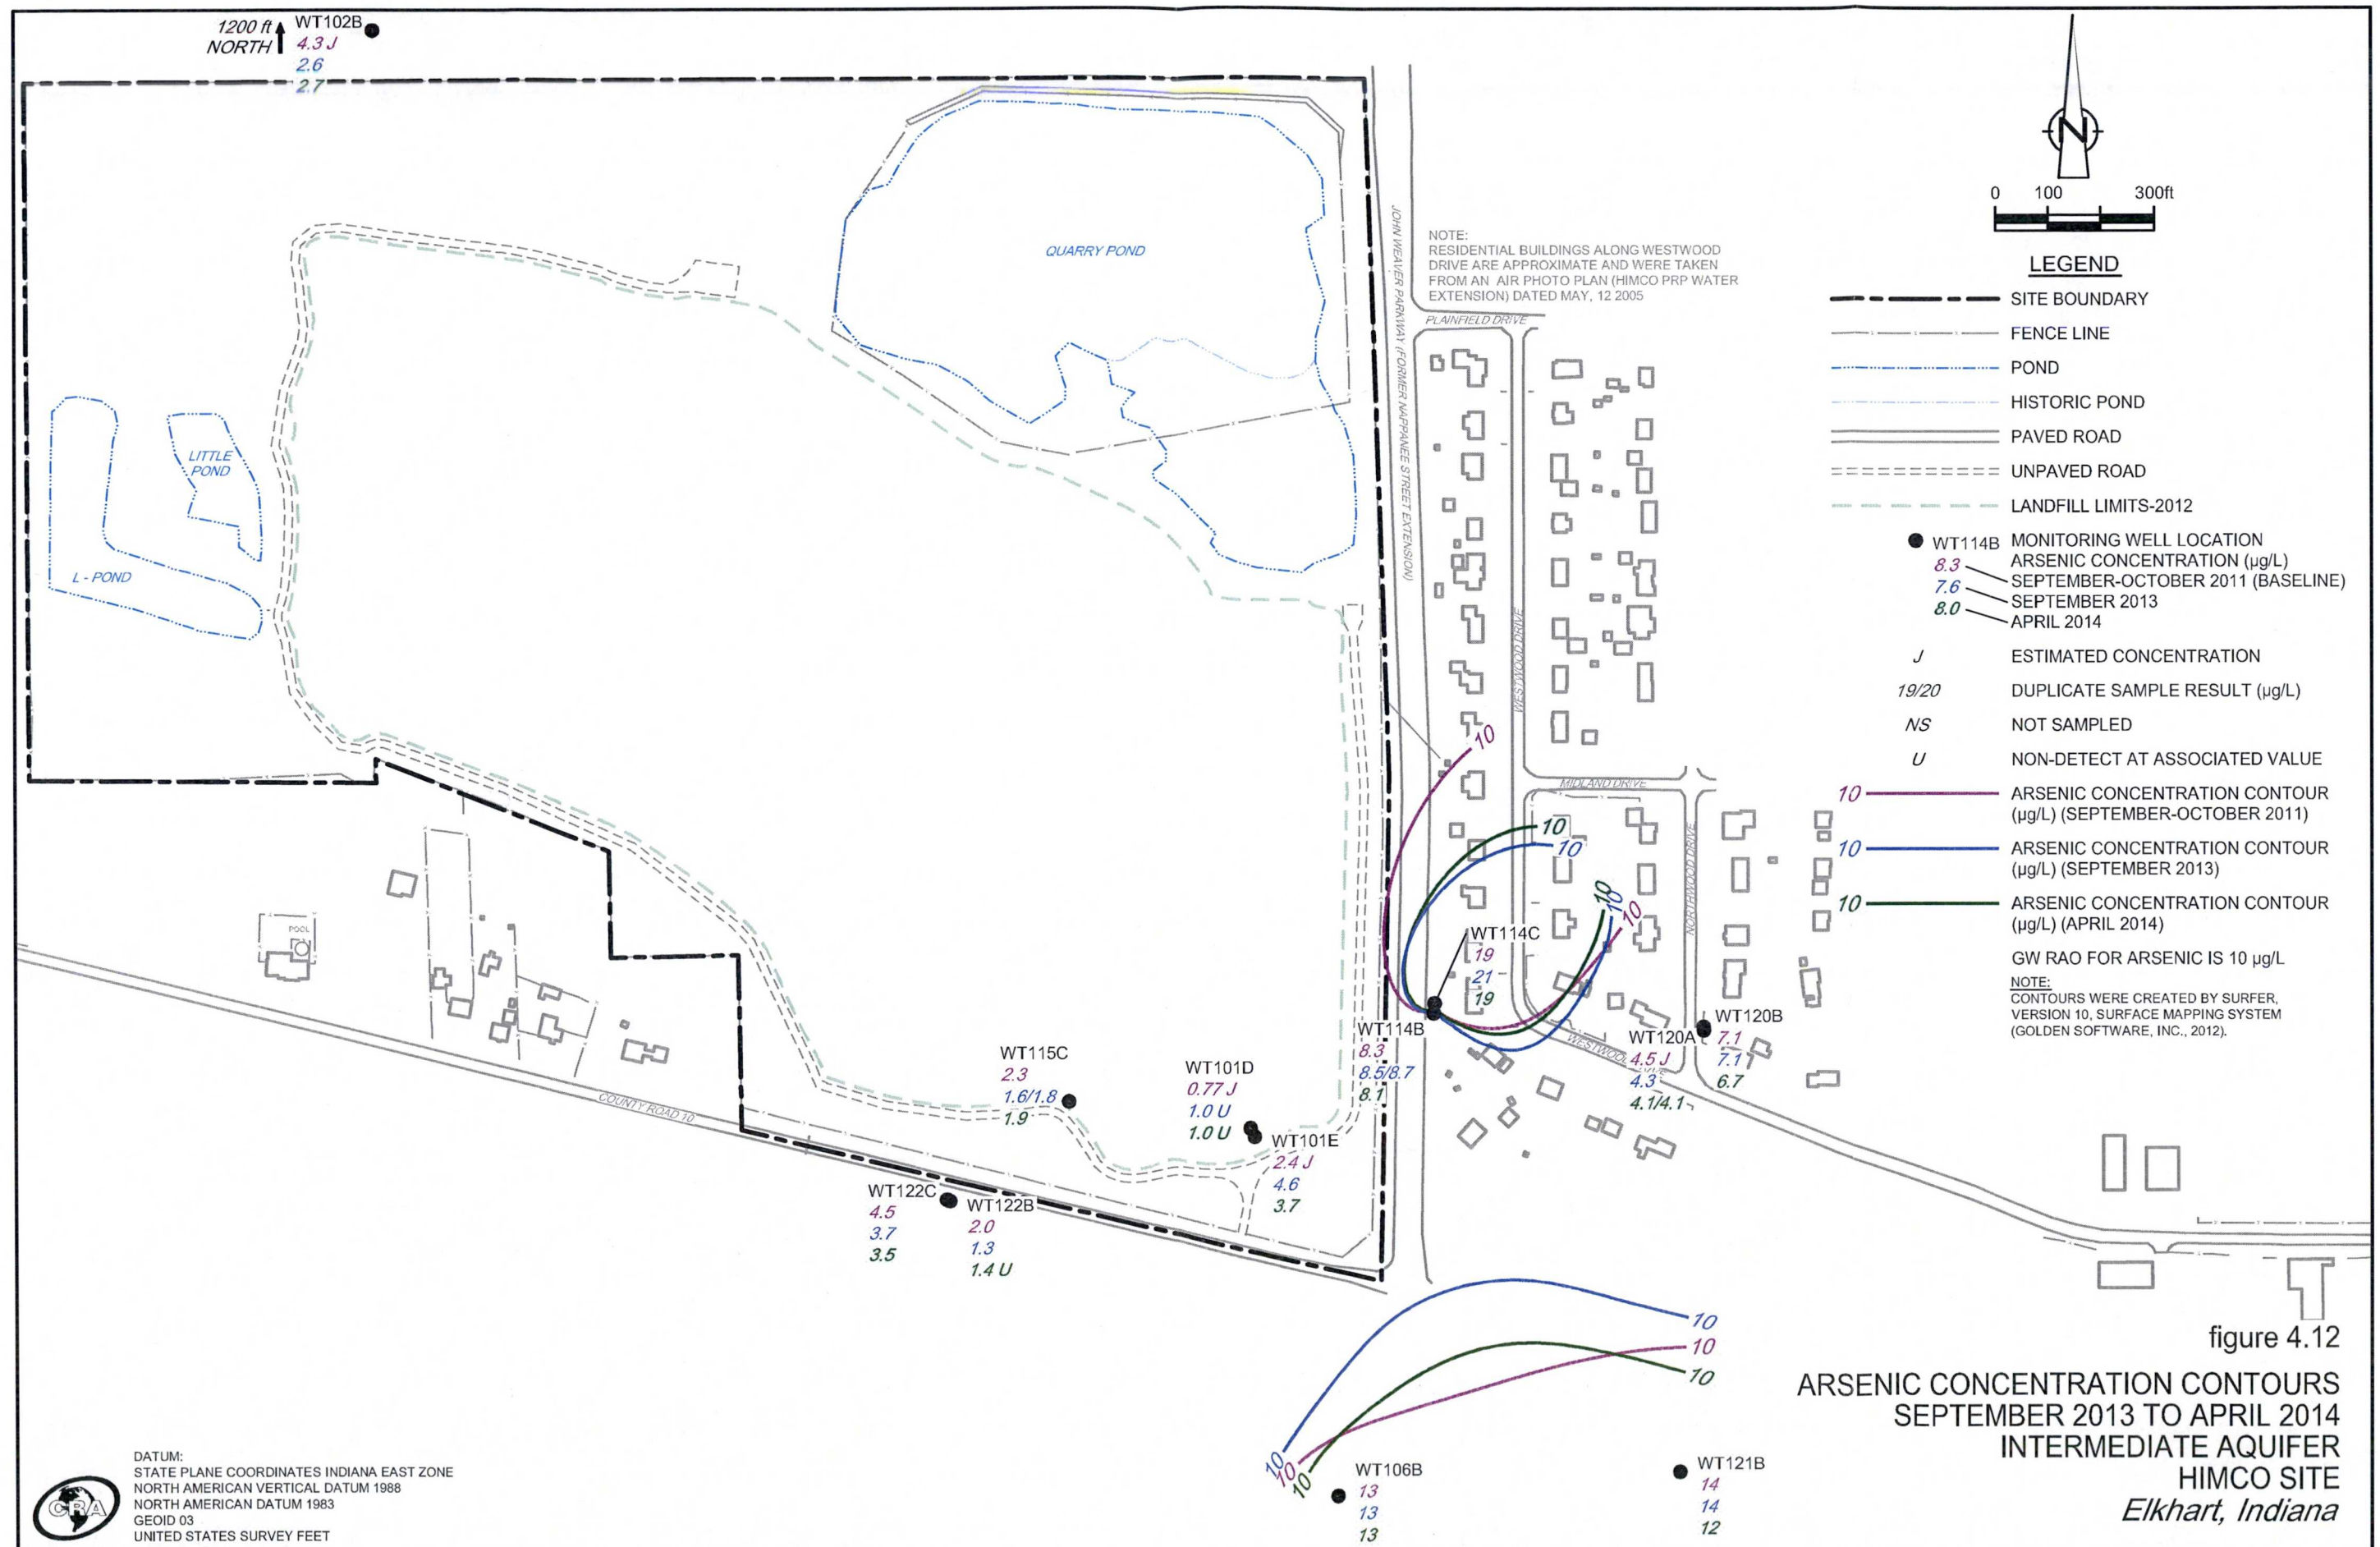 1200 ft
NORTH
WT102B
4.3 J
2.6
2.7
N
0 100 300ft
LEGEND
SITE BOUNDARY
FENCE LINE
POND
HISTORIC POND
PAVED ROAD
UNPAVED ROAD
LANDFILL LIMITS-2012
WT114B MONITORING WELL LOCATION
ARSENIC CONCENTRATION (µg/L)
8.3 SEPTEMBER-OCTOBER 2011 (BASELINE)
7.6 SEPTEMBER 2013
8.0 APRIL 2014
J ESTIMATED CONCENTRATION
19/20 DUPLICATE SAMPLE RESULT (µg/L)
NS NOT SAMPLED
U NON-DETECT AT ASSOCIATED VALUE
10 ARSENIC CONCENTRATION CONTOUR
(µg/L) (SEPTEMBER-OCTOBER 2011)
10 ARSENIC CONCENTRATION CONTOUR
(µg/L) (SEPTEMBER 2013)
10 ARSENIC CONCENTRATION CONTOUR
(µg/L) (APRIL 2014)
GW RAO FOR ARSENIC IS 10 µg/L
NOTE:
CONTOURS WERE CREATED BY SURFER,
VERSION 10, SURFACE MAPPING SYSTEM
(GOLDEN SOFTWARE, INC., 2012).
NOTE:
RESIDENTIAL BUILDINGS ALONG WESTWOOD
DRIVE ARE APPROXIMATE AND WERE TAKEN
FROM AN AIR PHOTO PLAN (HIMCO PRP WATER
EXTENSION) DATED MAY, 12 2005
QUARRY POND
LITTLE
POND
L - POND
JOHN WEAVER PARKWAY (FORMER NAPPANEE STREET EXTENSION)
PLAINFIELD DRIVE
WESTWOOD DRIVE
MIDLAND DRIVE
NORTHWOOD DRIVE
10
10
10
10
10
10
WT114C
19
21
19
WT114B
8.3
8.5/8.7
8.1
WT120B
7.1
7.1
6.7
WT120A
4.5 J
4.3
4.1/4.1
POOL
COUNTY ROAD 10
WT115C
2.3
1.6/1.8
1.9
WT101D
0.77 J
1.0 U
1.0 U
WT101E
2.4 J
4.6
3.7
WT122C
4.5
3.7
3.5
WT122B
2.0
1.3
1.4 U
10
10
10
10
10
10
WT106B
13
13
13
WT121B
14
14
12
figure 4.12
ARSENIC CONCENTRATION CONTOURS
SEPTEMBER 2013 TO APRIL 2014
INTERMEDIATE AQUIFER
HIMCO SITE
Elkhart, Indiana
CRA
DATUM:
STATE PLANE COORDINATES INDIANA EAST ZONE
NORTH AMERICAN VERTICAL DATUM 1988
NORTH AMERICAN DATUM 1983
GEOID 03
UNITED STATES SURVEY FEET